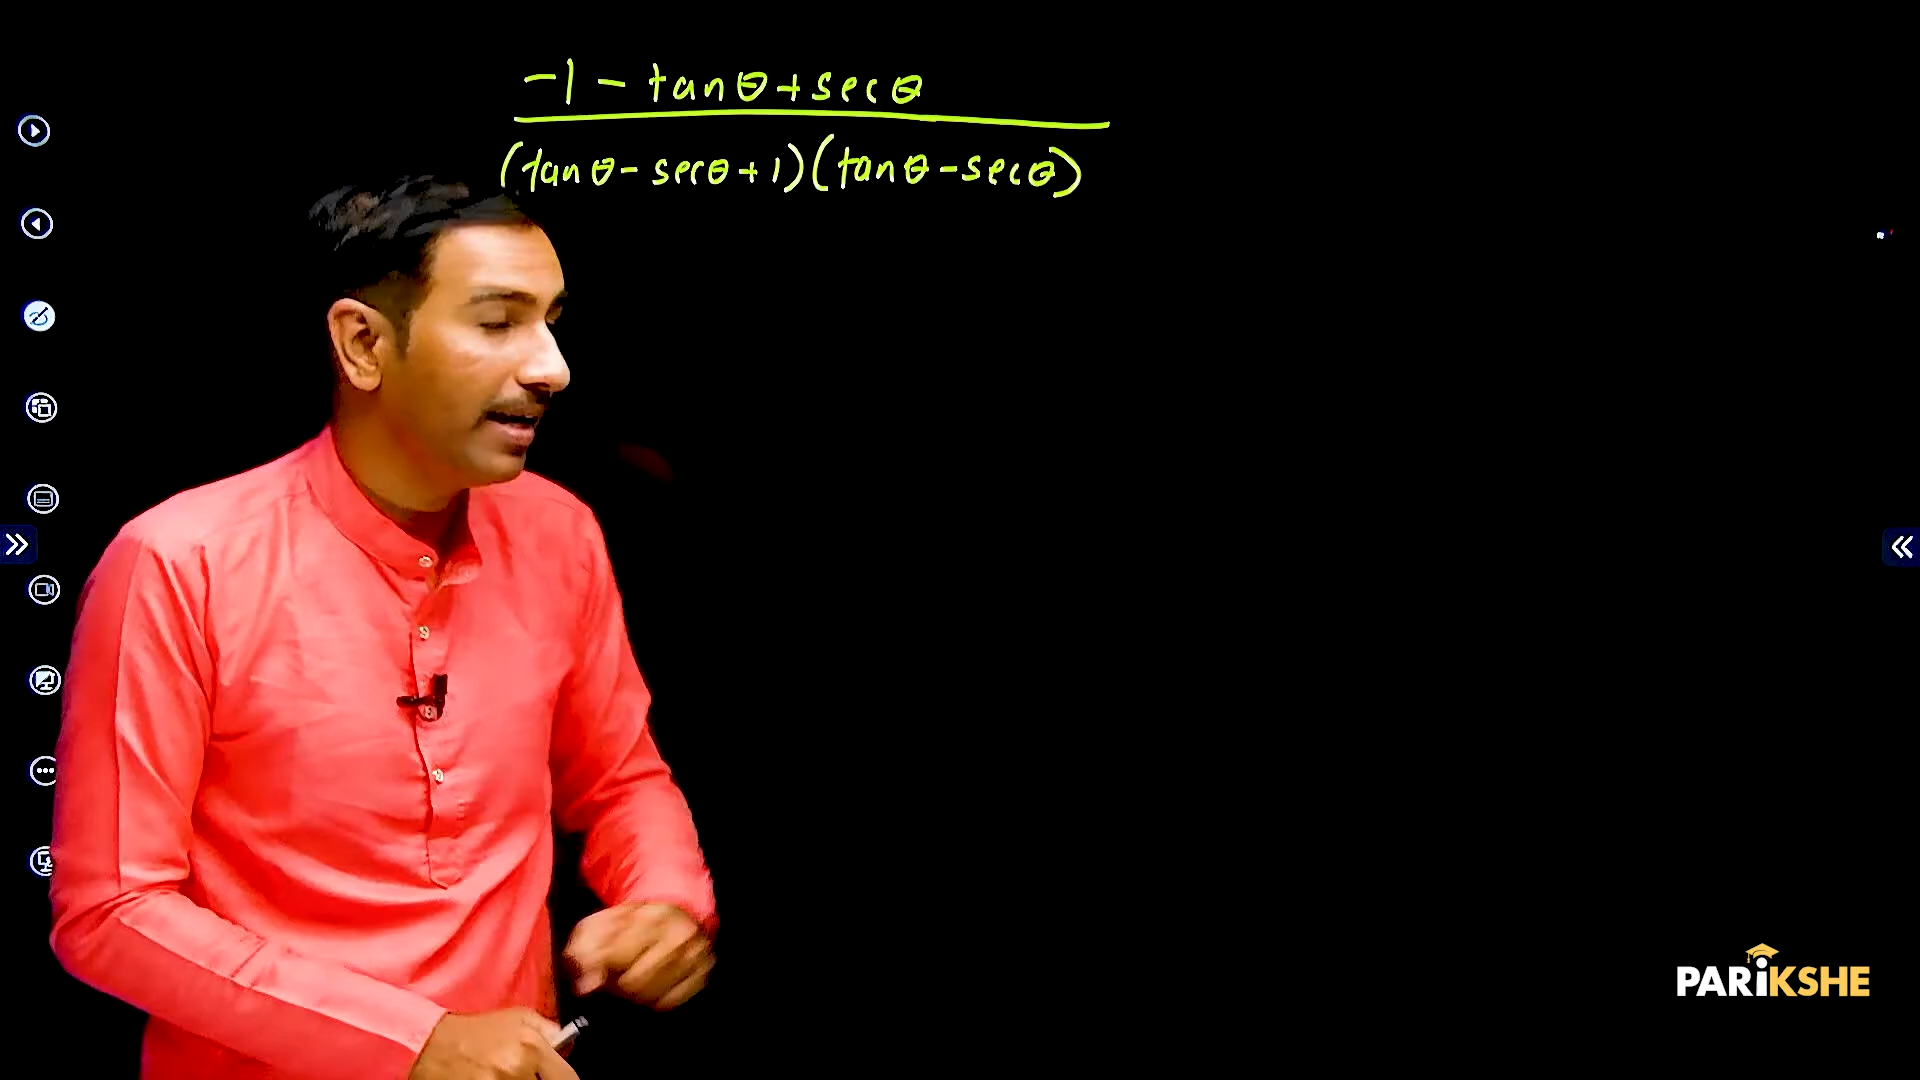 -1 - tanθ + secθ
(tanθ - secθ + 1)(tanθ - secθ)
PARiKSHE